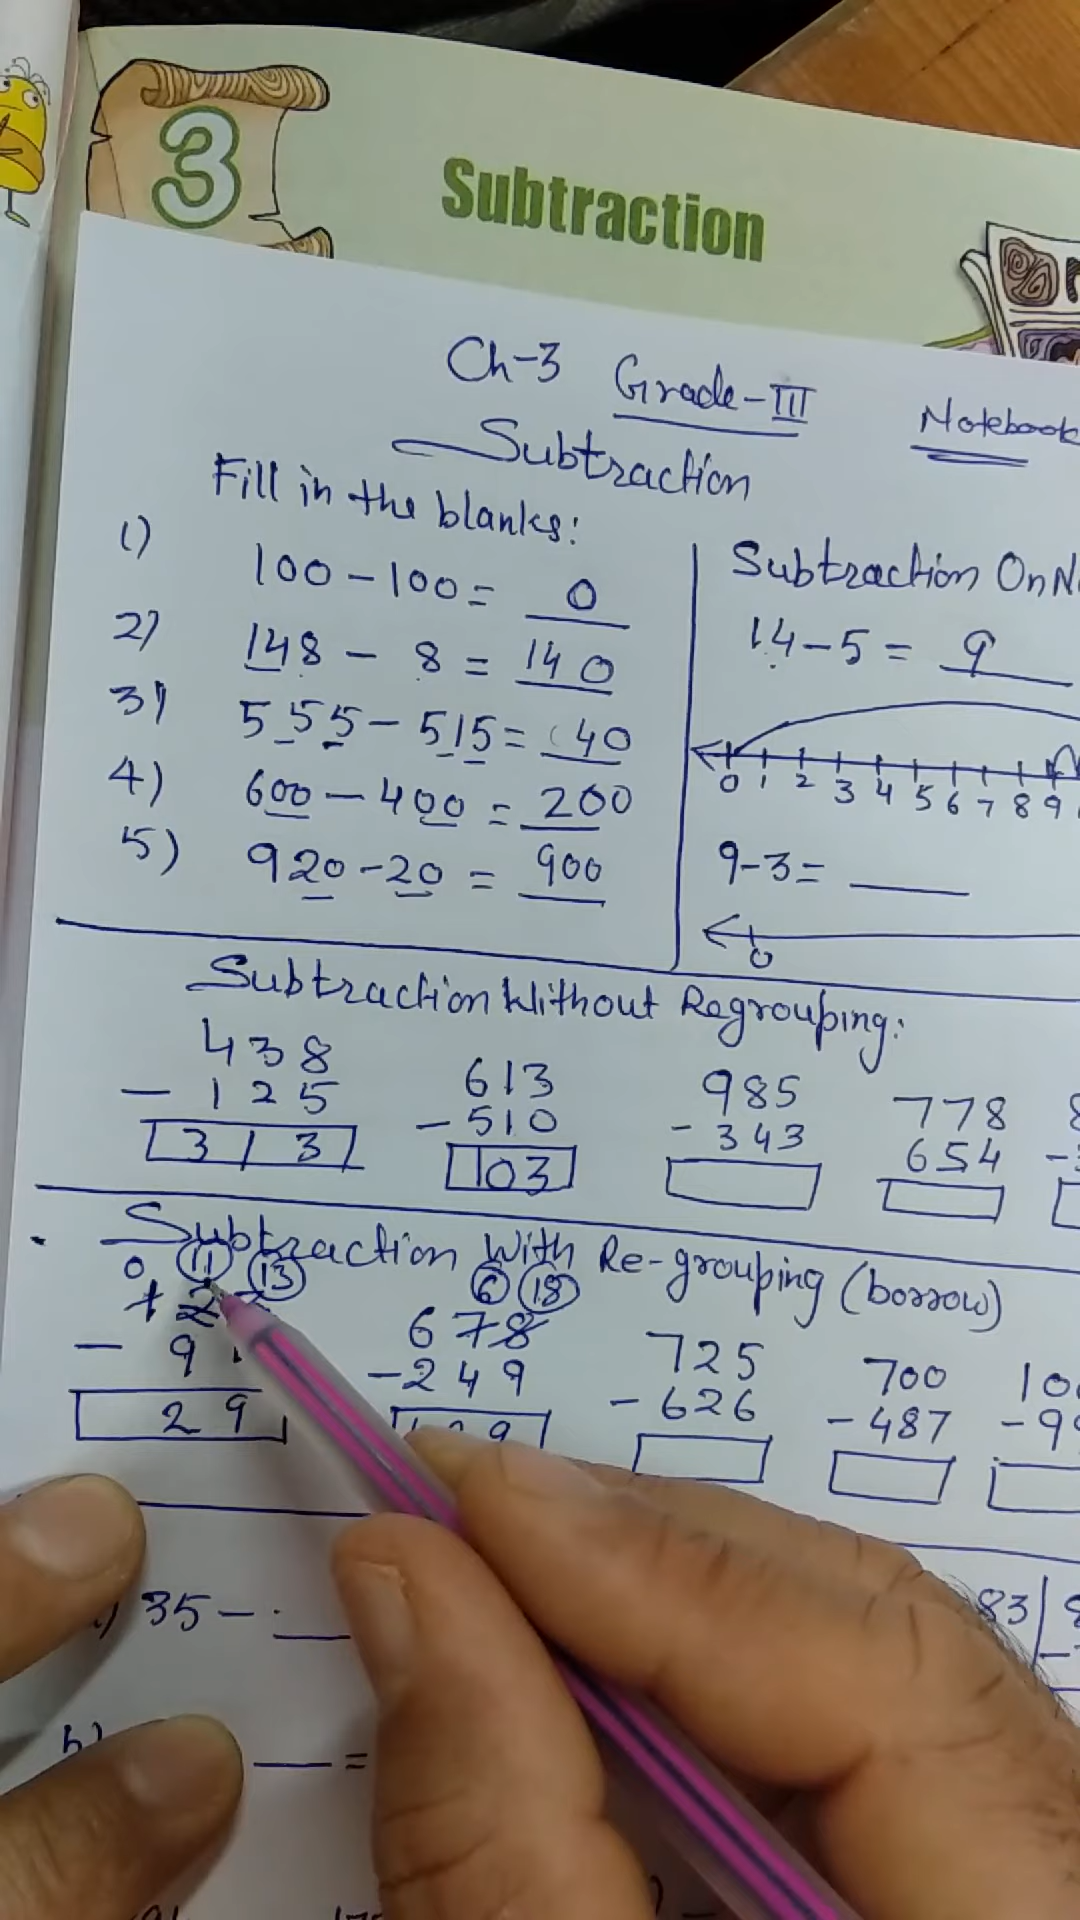 3
Subtraction
Ch-3 Grade-III Notebook
Subtraction
Fill in the blanks:
1) 100-100= 0
2) 148 - 8 = 140
3) 555-515= 40
4) 600-400 = 200
5) 920-20 = 900
Subtraction On
14-5 = 9
0 1 2 3 4 5 6 7 8 9
9-3=
0
Subtraction Without Regrouping:
438 613 985 778
- 125 -510 -343 654
313 103
Subtraction With Re-grouping (borrow)
0 11 13 6 18
12 678 725 700
- 9 -249 -626 -487
29
35 -
83
=